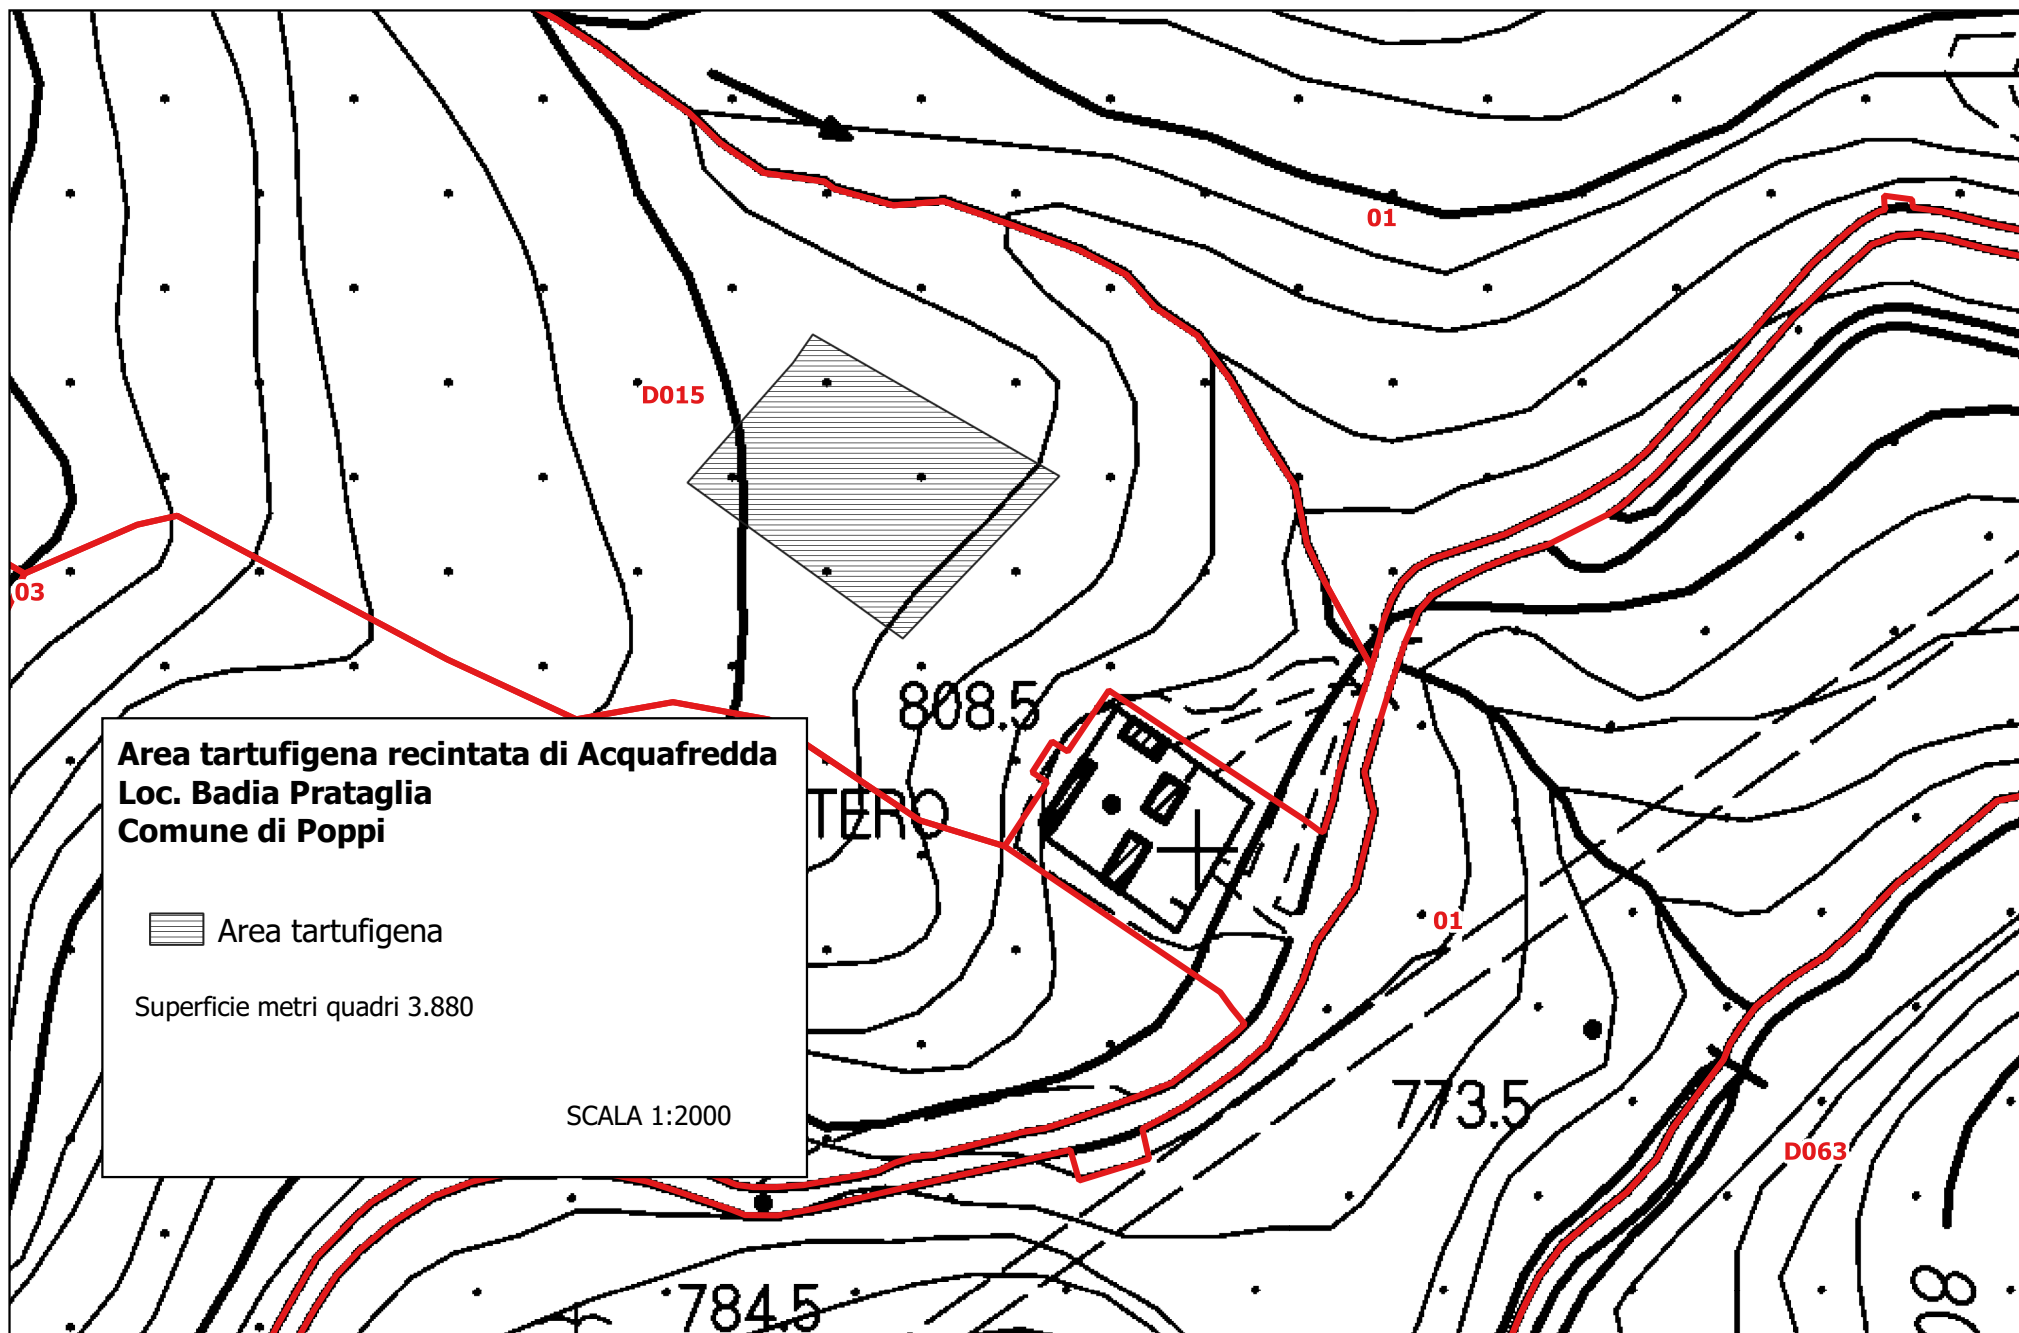 01
D015
03
808.5
Area tartufigena recintata di Acquafredda
Loc. Badia Prataglia
Comune di Poppi
TERO
Area tartufigena
01
Superficie metri quadri 3.880
773.5
SCALA 1:2000
D063
784.5